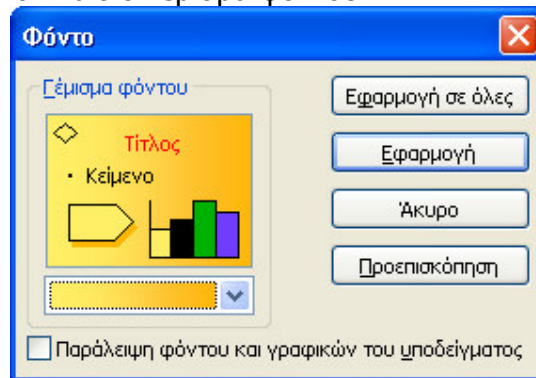 Φόντο
Γέμισμα φόντου
Τίτλος
• Κείμενο
Εφαρμογή σε όλες
Εφαρμογή
Άκυρο
Προεπισκόπηση
Παράλειψη φόντου και γραφικών του υποδείγματος